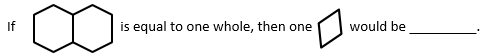 If is equal to one whole, then one would be __________.